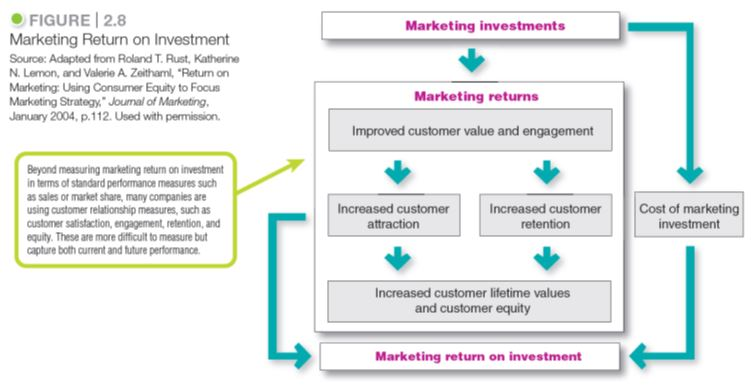 FIGURE | 2.8
Marketing Return on Investment
Source: Adapted from Roland T. Rust, Katherine
N. Lemon, and Valerie A. Zeithaml, "Return on
Marketing: Using Consumer Equity to Focus
Marketing Strategy," Journal of Marketing,
January 2004, p.112. Used with permission.
Beyond measuring marketing return on investment
in terms of standard performance measures such
as sales or market share, many companies are
using customer relationship measures, such as
customer satisfaction, engagement, retention, and
equity. These are more difficult to measure but
capture both current and future performance.
Marketing investments
Marketing returns
Improved customer value and engagement
Increased customer
attraction
Increased customer
retention
Cost of marketing
investment
Increased customer lifetime values
and customer equity
Marketing return on investment